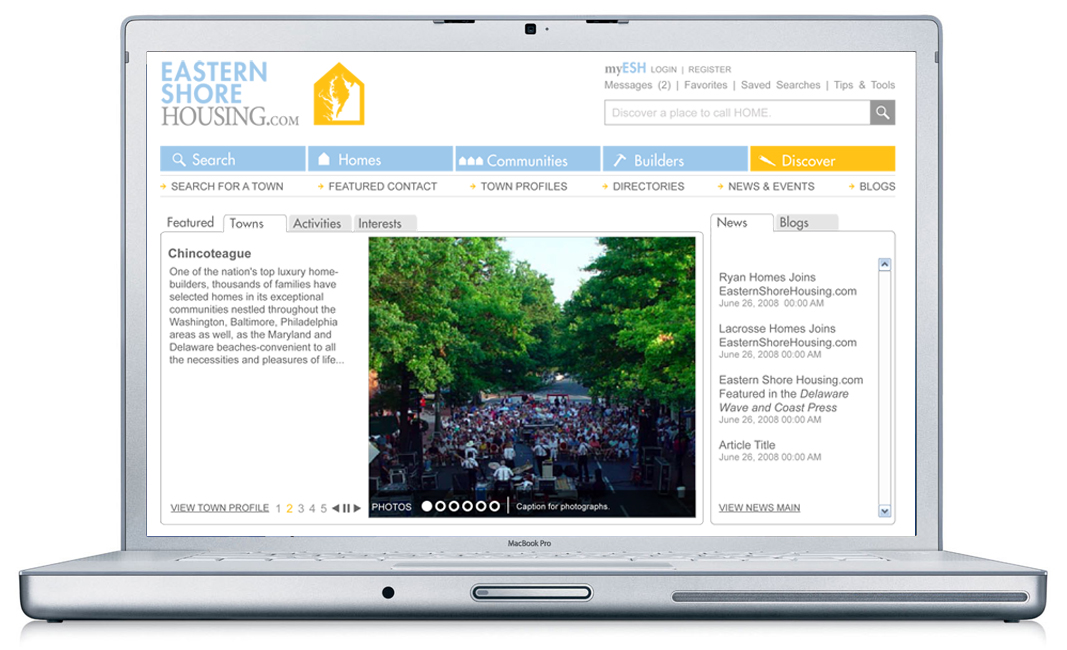 EASTERN
SHORE
HOUSING.COM
myESH LOGIN | REGISTER
Messages (2) | Favorites | Saved Searches | Tips & Tools
Discover a place to call HOME.
Search Homes Communities Builders Discover
SEARCH FOR A TOWN FEATURED CONTACT TOWN PROFILES DIRECTORIES NEWS & EVENTS BLOGS
Featured Towns Activities Interests
Chincoteague
One of the nation's top luxury home-
builders, thousands of families have
selected homes in its exceptional
communities nestled throughout the
Washington, Baltimore, Philadelphia
areas as well, as the Maryland and
Delaware beaches-convenient to all
the necessities and pleasures of life...
VIEW TOWN PROFILE 1 2 3 4 5
PHOTOS Caption for photographs.
News Blogs
Ryan Homes Joins
EasternShoreHousing.com
June 26, 2008 00:00 AM
Lacrosse Homes Joins
EasternShoreHousing.com
June 26, 2008 00:00 AM
Eastern Shore Housing.com
Featured in the Delaware
Wave and Coast Press
June 26, 2008 00:00 AM
Article Title
June 26, 2008 00:00 AM
VIEW NEWS MAIN
MacBook Pro